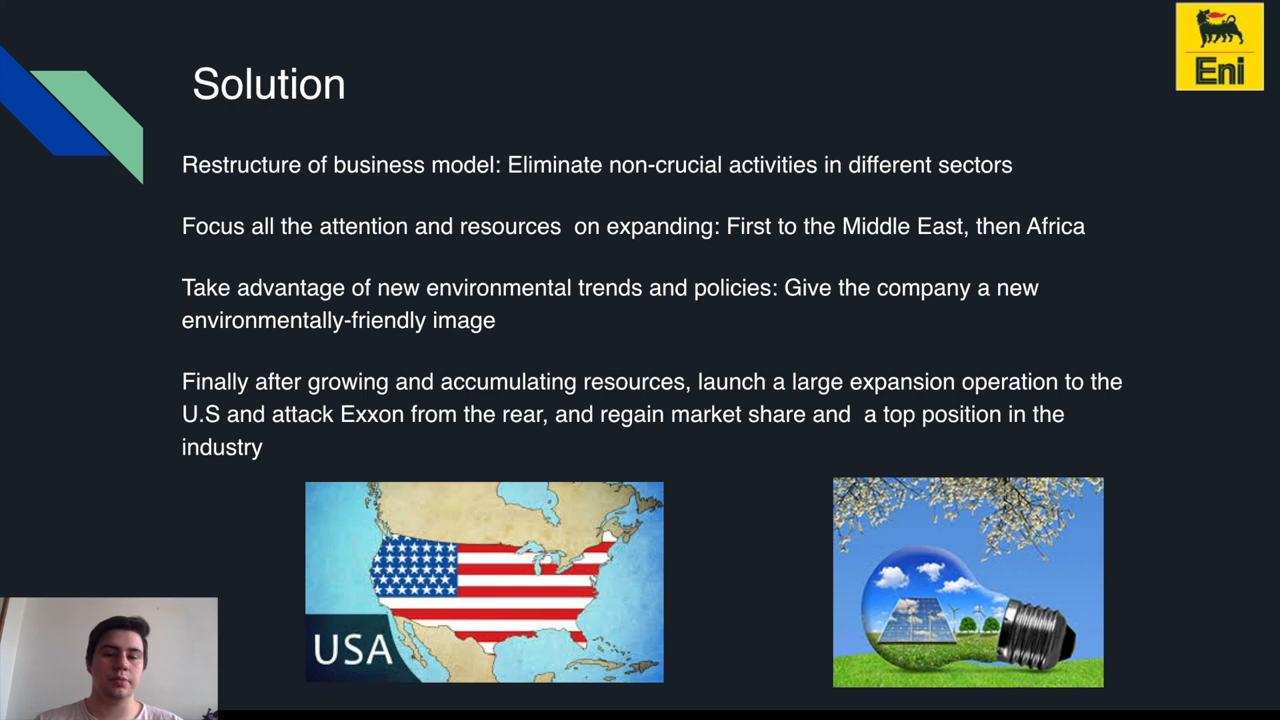 Eni
Solution
Restructure of business model: Eliminate non-crucial activities in different sectors
Focus all the attention and resources  on expanding: First to the Middle East, then Africa
Take advantage of new environmental trends and policies: Give the company a new
environmentally-friendly image
Finally after growing and accumulating resources, launch a large expansion operation to the
U.S and attack Exxon from the rear, and regain market share and  a top position in the
industry
USA